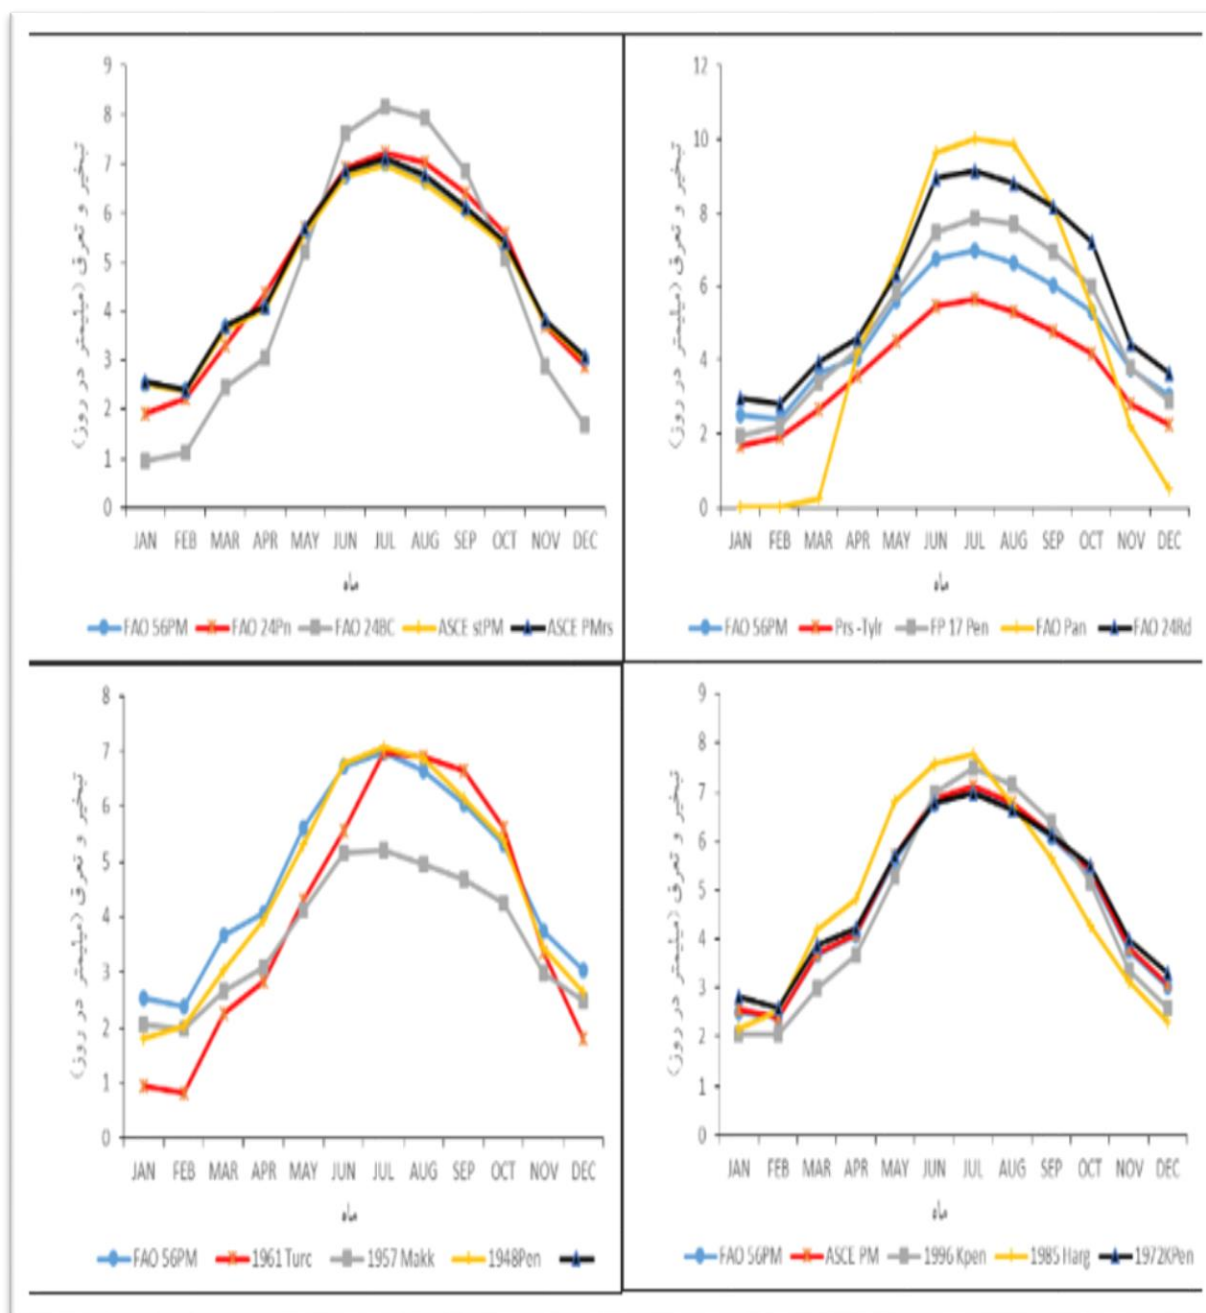 9
8
7
6
5
4
3
2
1
0
تبخیر و تعرق (میلیمتر در روز)
JAN FEB MAR APR MAY JUN JUL AUG SEP OCT NOV DEC
ماه
FAO 56PM FAO 24Pn FAO 24BC ASCE stPM ASCE PMrs
12
10
8
6
4
2
0
تبخیر و تعرق (میلیمتر در روز)
JAN FEB MAR APR MAY JUN JUL AUG SEP OCT NOV DEC
ماه
FAO 56PM Prs -Tylr FP 17 Pen FAO Pan FAO 24Rd
8
7
6
5
4
3
2
1
0
تبخیر و تعرق (میلیمتر در روز)
JAN FEB MAR APR MAY JUN JUL AUG SEP OCT NOV DEC
ماه
FAO 56PM 1961 Turc 1957 Makk 1948Pen
9
8
7
6
5
4
3
2
1
0
تبخیر و تعرق (میلیمتر در روز)
JAN FEB MAR APR MAY JUN JUL AUG SEP OCT NOV DEC
ماه
FAO 56PM ASCE PM 1996 Kpen 1985 Harg 1972KPen